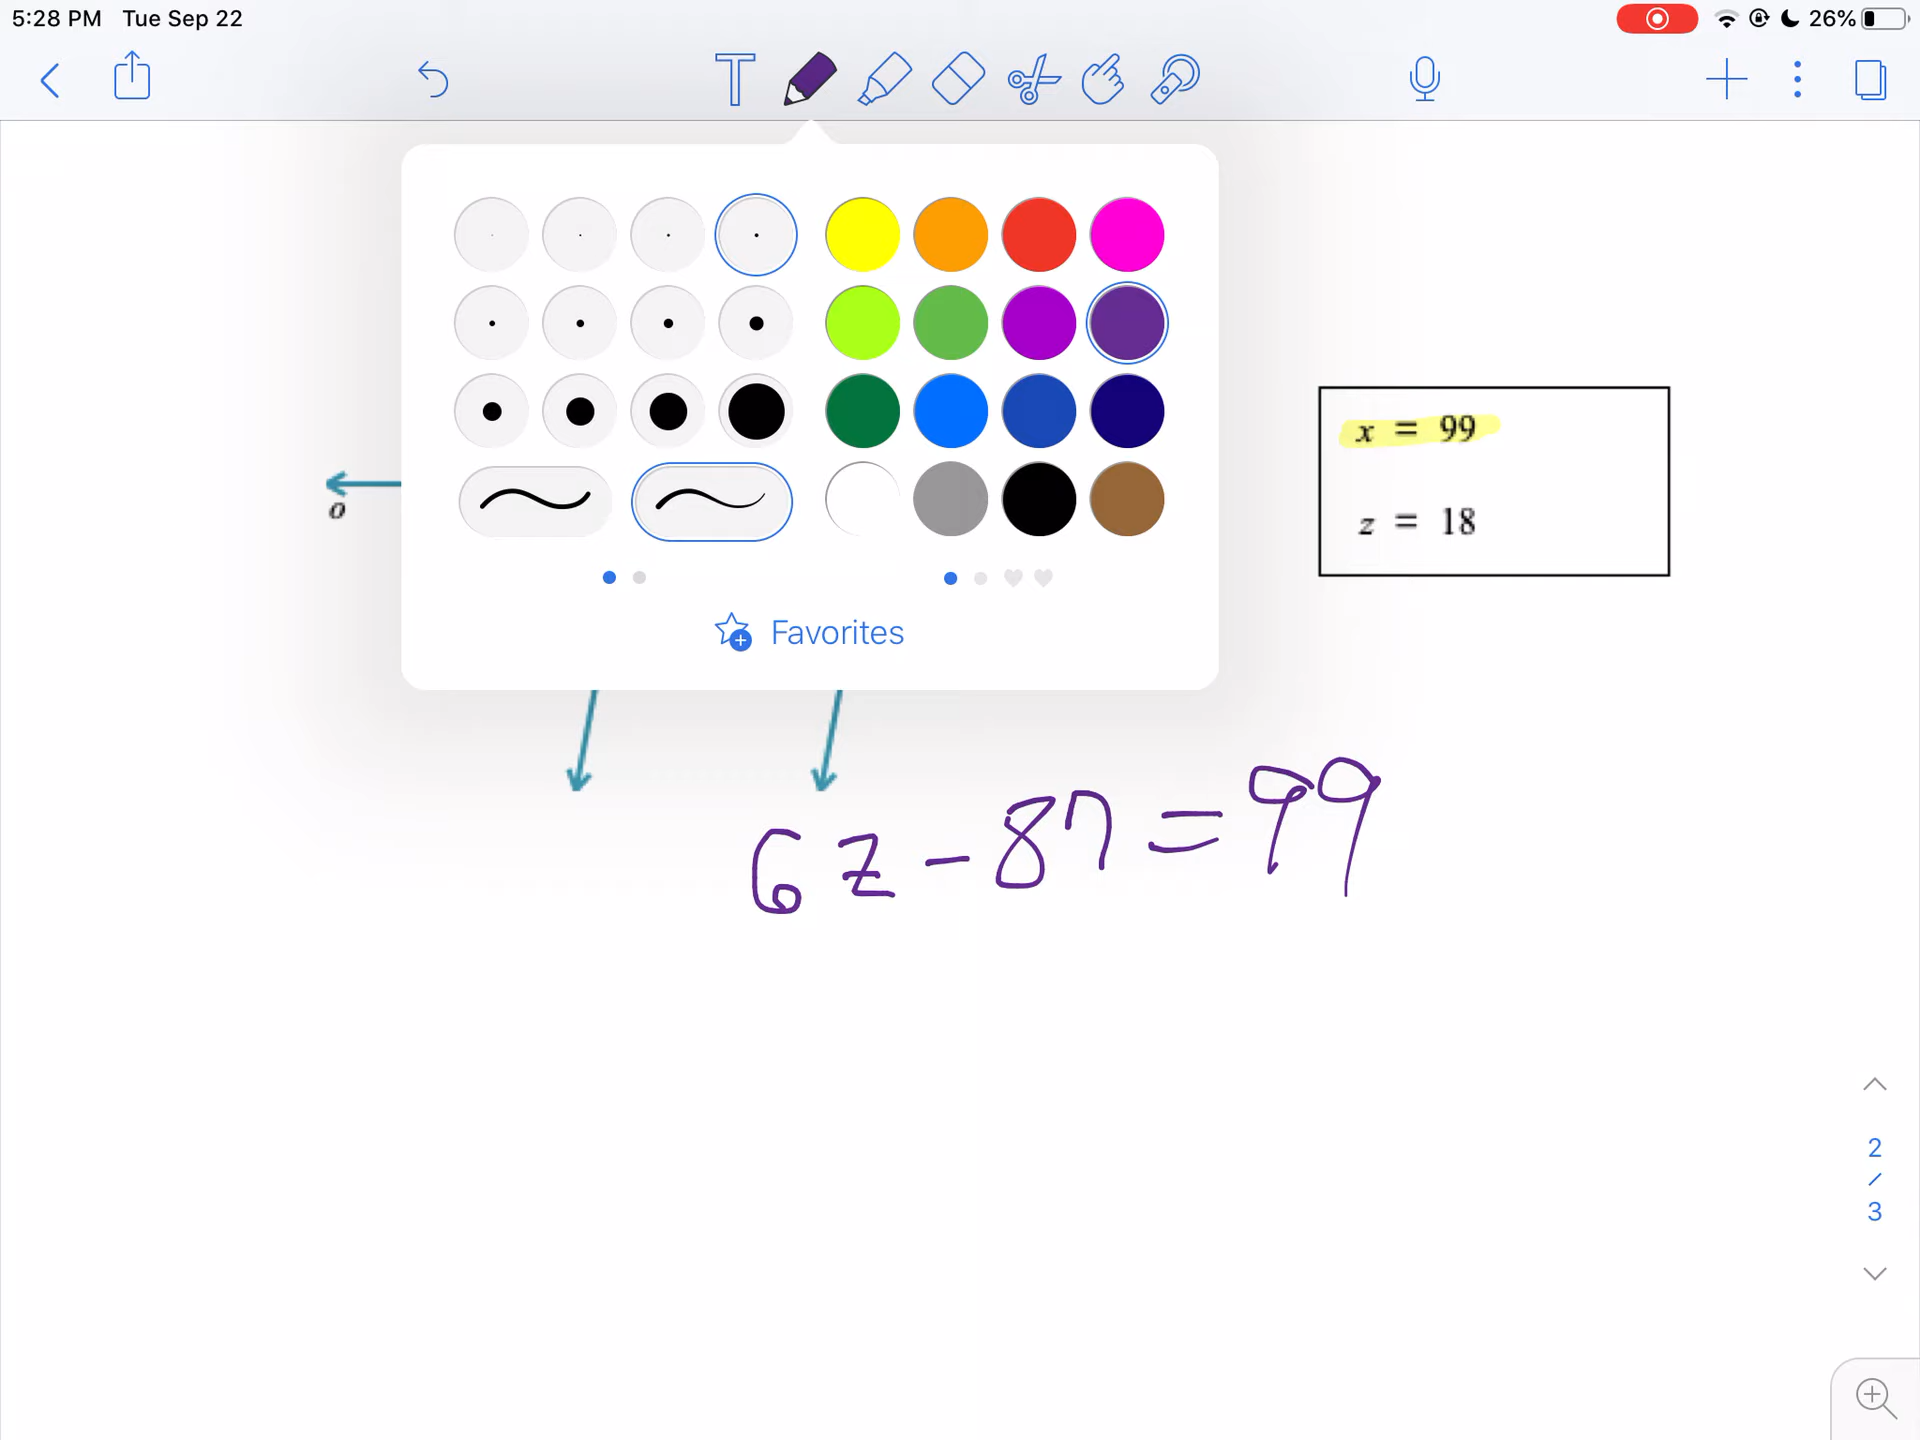 5:28 PM Tue Sep 22
26%
T
x = 99
z = 18
o
Favorites
6z - 87 = 99
2
/
3